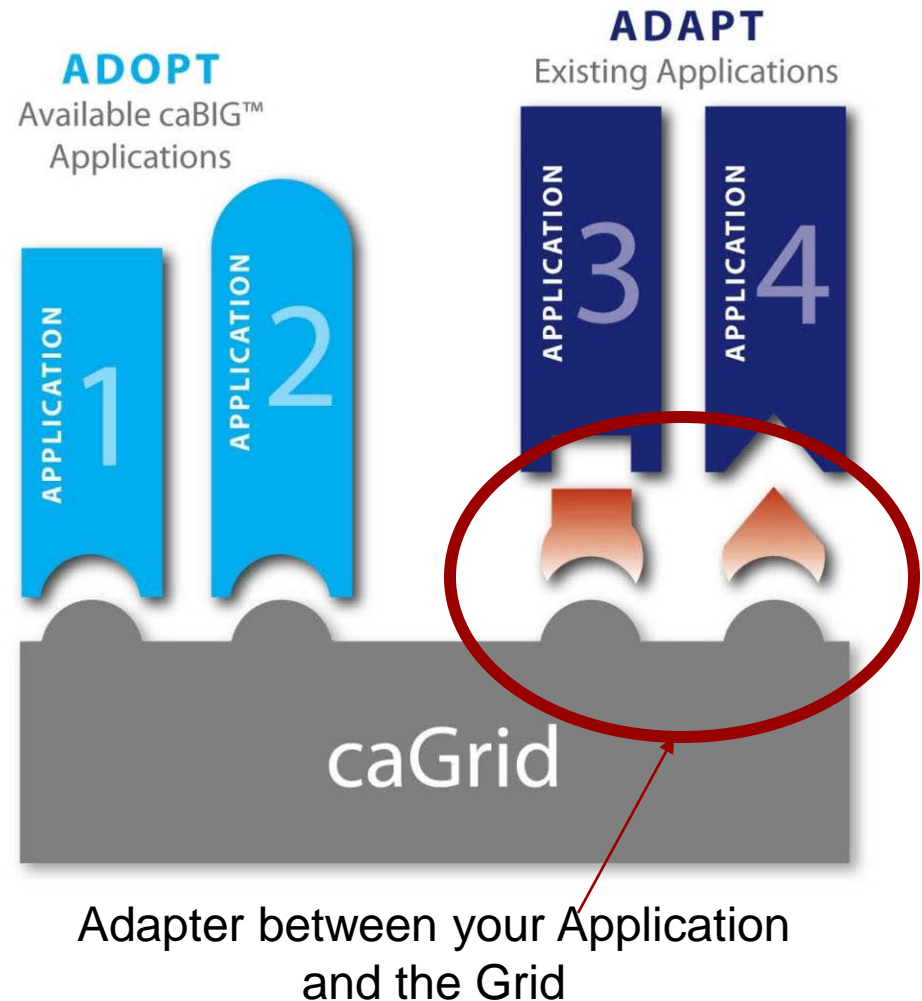 ADOPT
Available caBIG™
Applications
ADAPT
Existing Applications
APPLICATION
1
APPLICATION
2
APPLICATION
3
APPLICATION
4
caGrid
Adapter between your Application
and the Grid